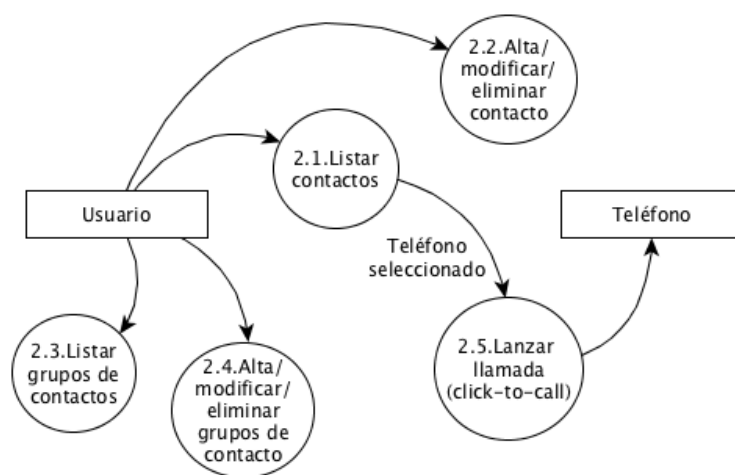 2.2.Alta/
modificar/
eliminar
contacto
2.1.Listar
contactos
Usuario
Teléfono
Teléfono
seleccionado
2.3.Listar
grupos de
contactos
2.4.Alta/
modificar/
eliminar
grupos de
contacto
2.5.Lanzar
llamada
(click-to-call)